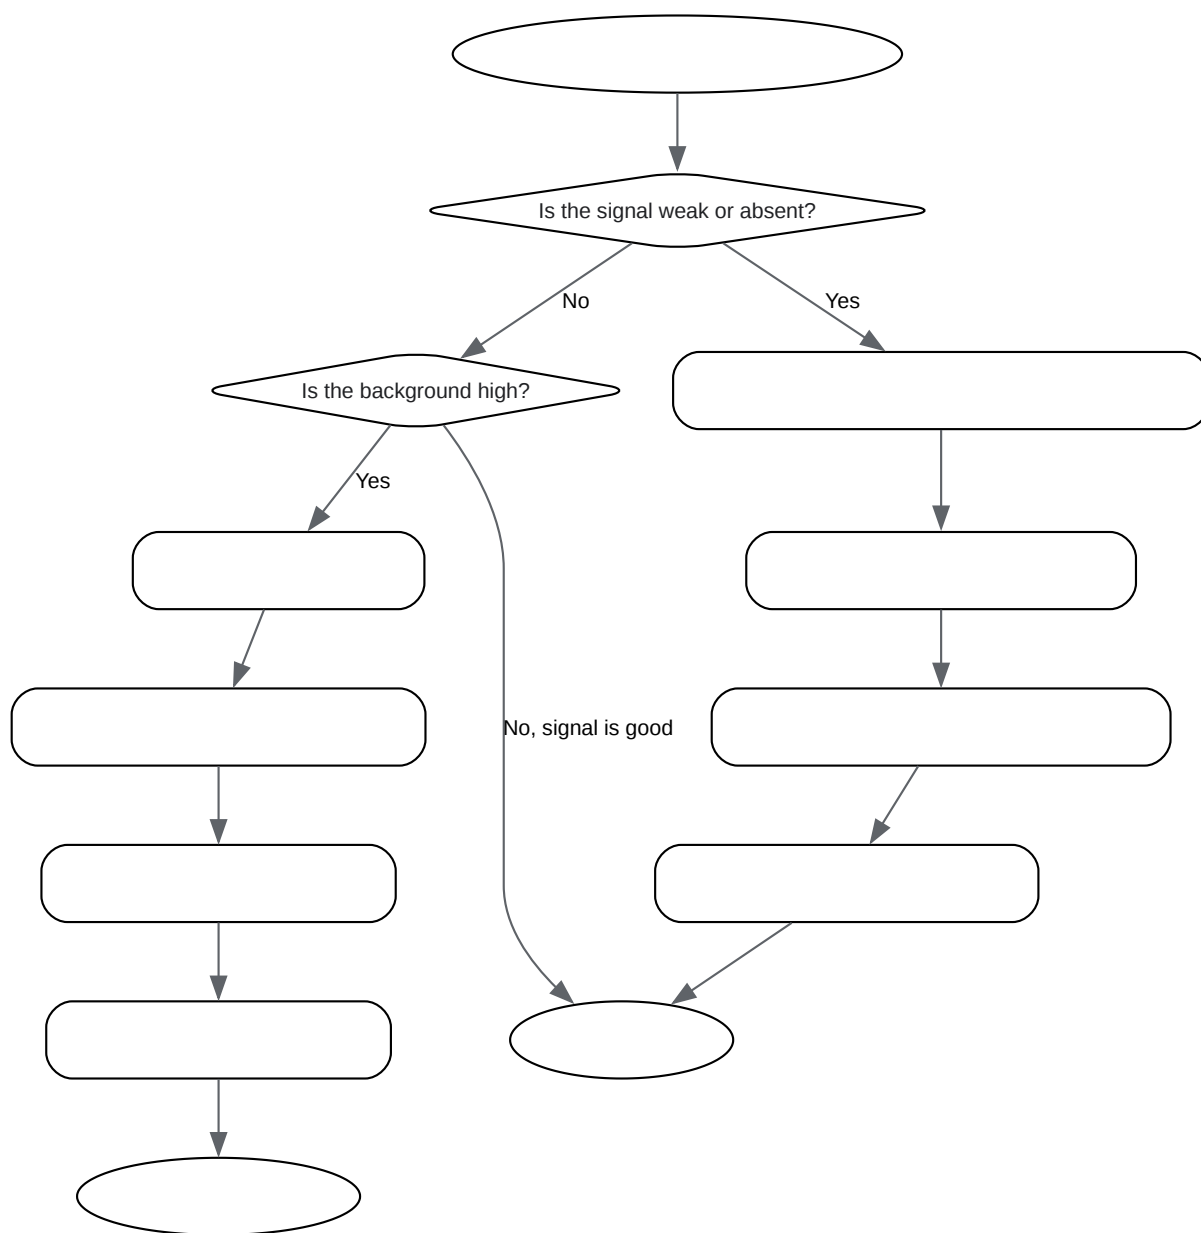 Is the signal weak or absent?
No
Yes
Is the background high?
Yes
No, signal is good